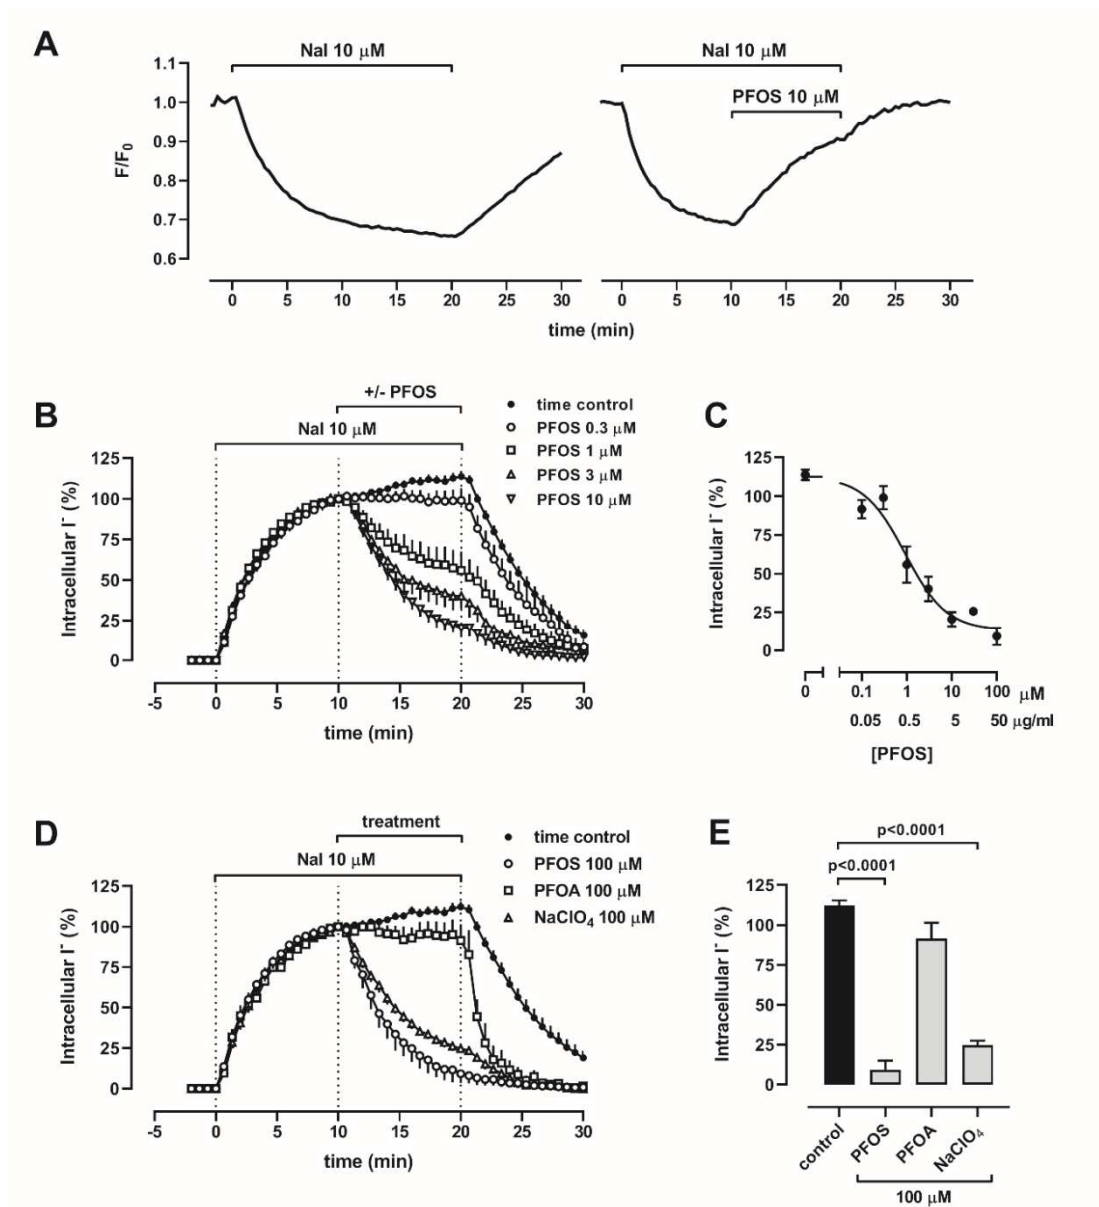 A
NaI 10 µM
NaI 10 µM
PFOS 10 µM
1.1
1.0
0.9
0.8
0.7
0.6
F/F0
0 5 10 15 20 25 30
0 5 10 15 20 25 30
time (min)
B
+/- PFOS
NaI 10 µM
time control
PFOS 0.3 µM
PFOS 1 µM
PFOS 3 µM
PFOS 10 µM
125
100
75
50
25
0
Intracellular I- (%)
-5 0 5 10 15 20 25 30
time (min)
C
125
100
75
50
25
0
Intracellular I- (%)
0 0.1 1 10 100 µM
0.05 0.5 5 50 µg/ml
[PFOS]
D
treatment
NaI 10 µM
time control
PFOS 100 µM
PFOA 100 µM
NaClO4 100 µM
125
100
75
50
25
0
Intracellular I- (%)
-5 0 5 10 15 20 25 30
time (min)
E
p<0.0001
p<0.0001
125
100
75
50
25
0
Intracellular I- (%)
control PFOS PFOA NaClO4
100 µM